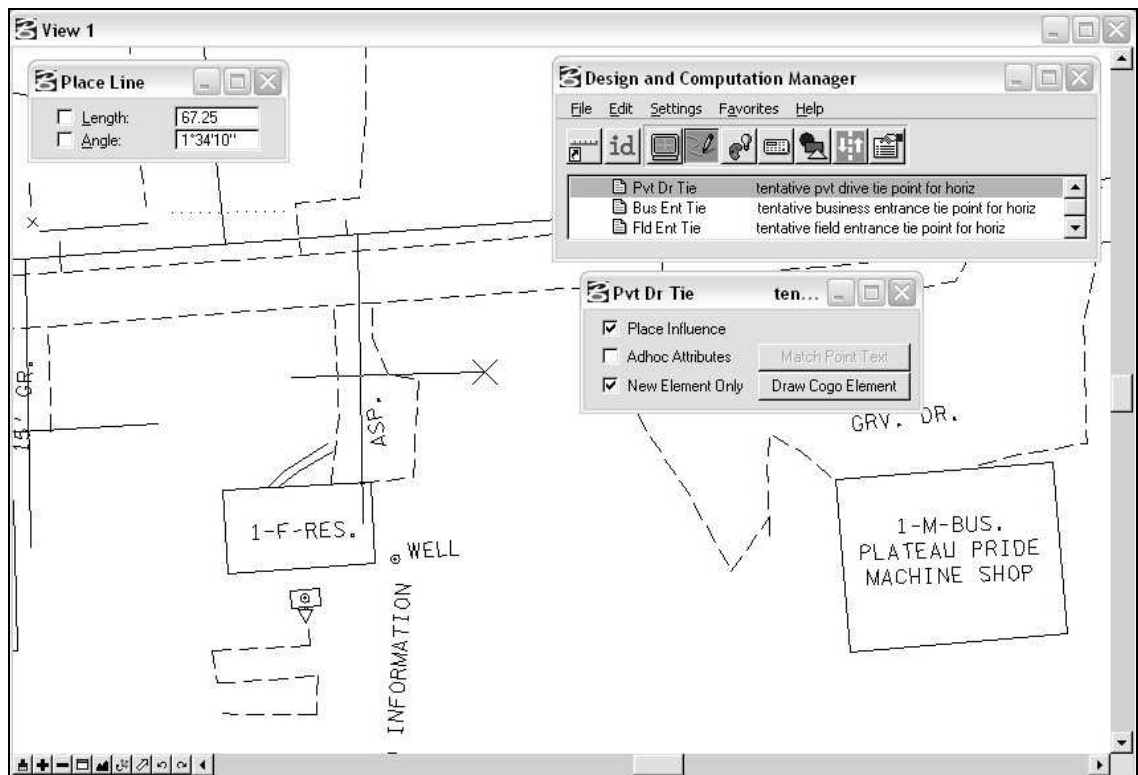 View 1
Place Line
Length: 67.25
Angle: 1°34'10"
Design and Computation Manager
File Edit Settings Favorites Help
id
Pvt Dr Tie tentative pvt drive tie point for horiz
Bus Ent Tie tentative business entrance tie point for horiz
Fld Ent Tie tentative field entrance tie point for horiz
Pvt Dr Tie ten...
Place Influence
Adhoc Attributes Match Point Text
New Element Only Draw Cogo Element
15' GR.
ASP.
GRV. DR.
1-F-RES.
WELL
1-M-BUS.
PLATEAU PRIDE
MACHINE SHOP
INFORMATION